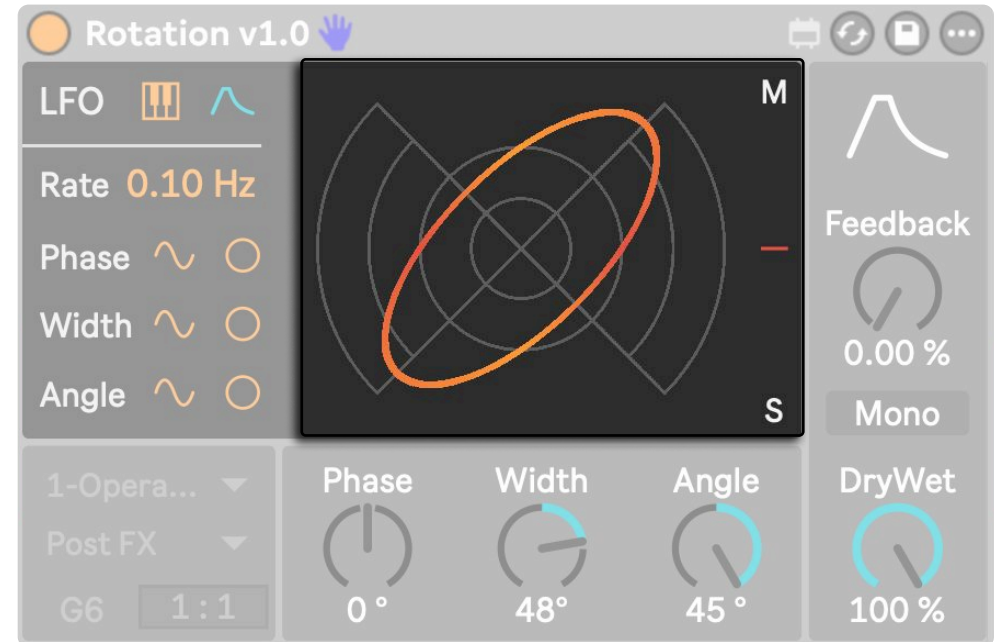 Rotation v1.0
LFO
Rate 0.10 Hz
Phase
Width
Angle
M
S
Feedback
0.00 %
Mono
1-Opera...
Post FX
G6 1:1
Phase Width Angle
0° 48° 45°
DryWet
100 %